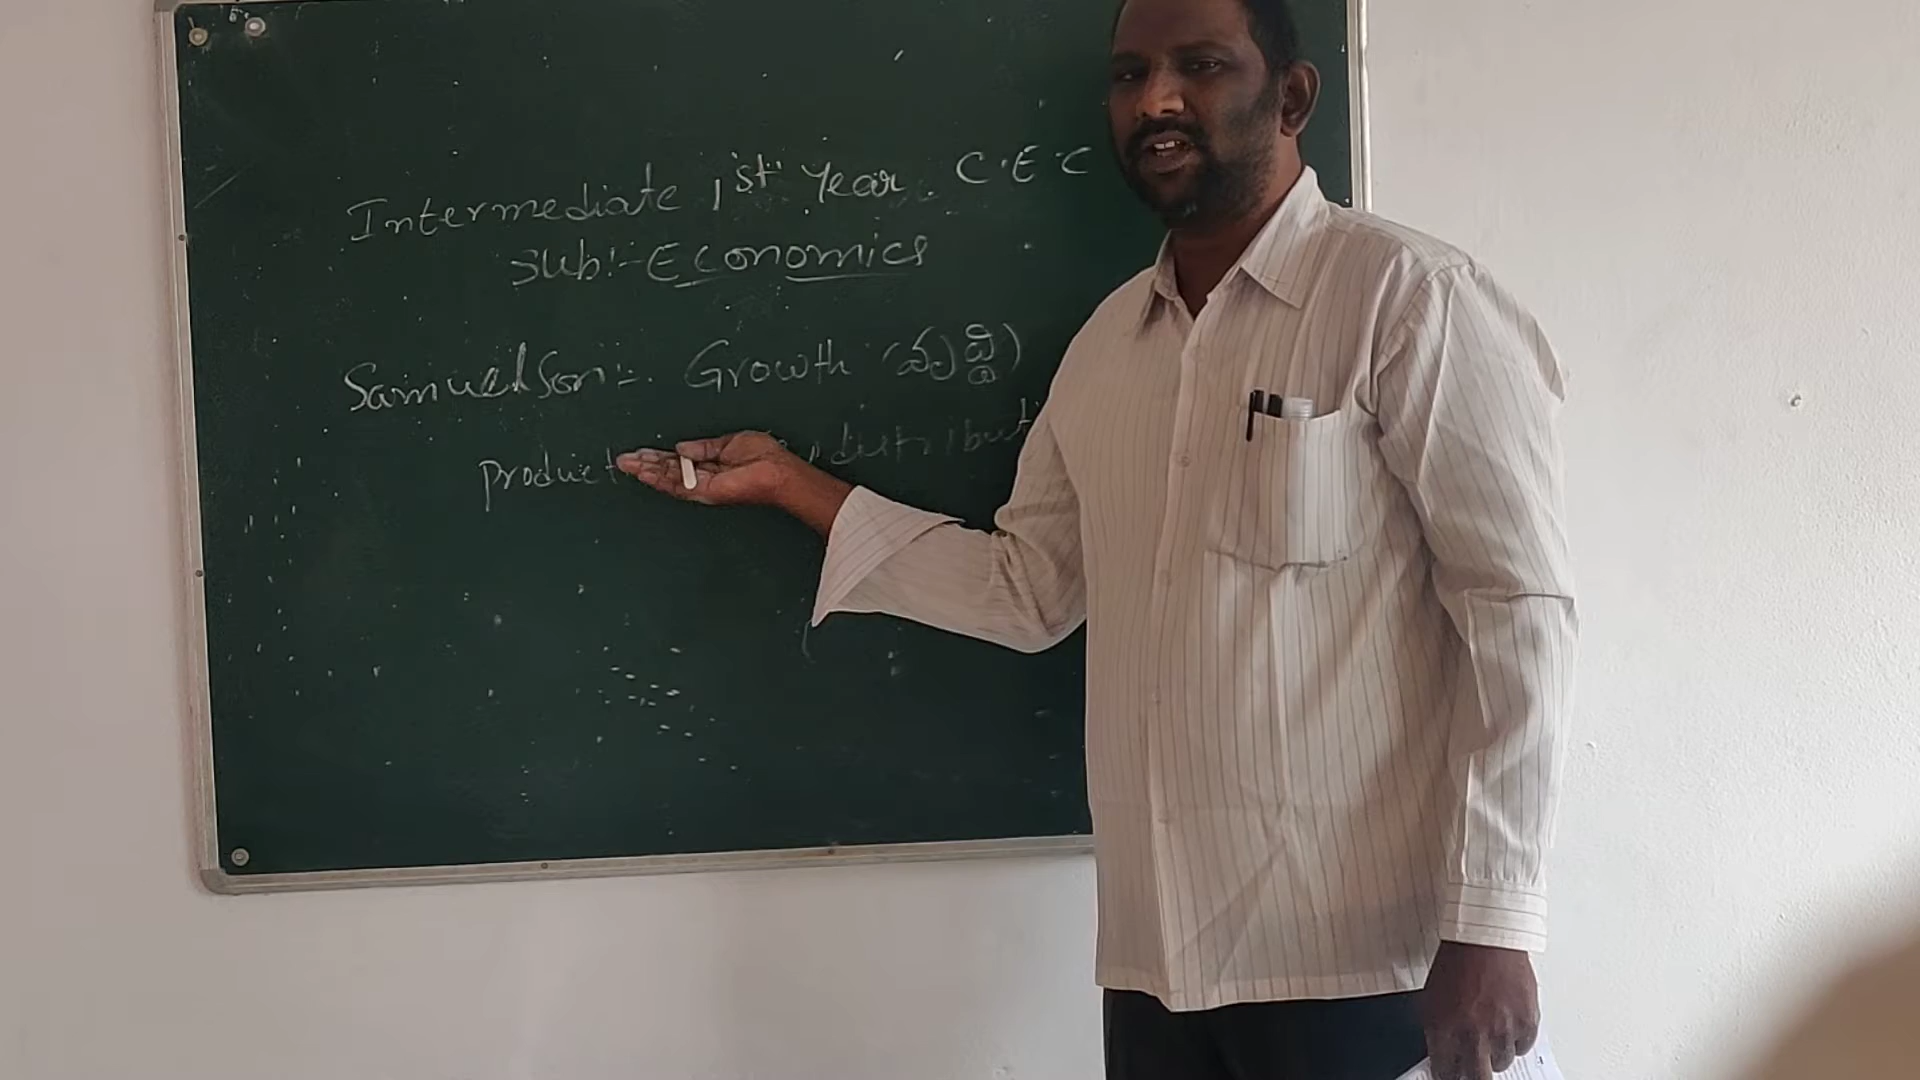 Intermediate 1st Year. C.E.C
Sub:- Economics
Samuelson:- Growth (వృద్ధి)